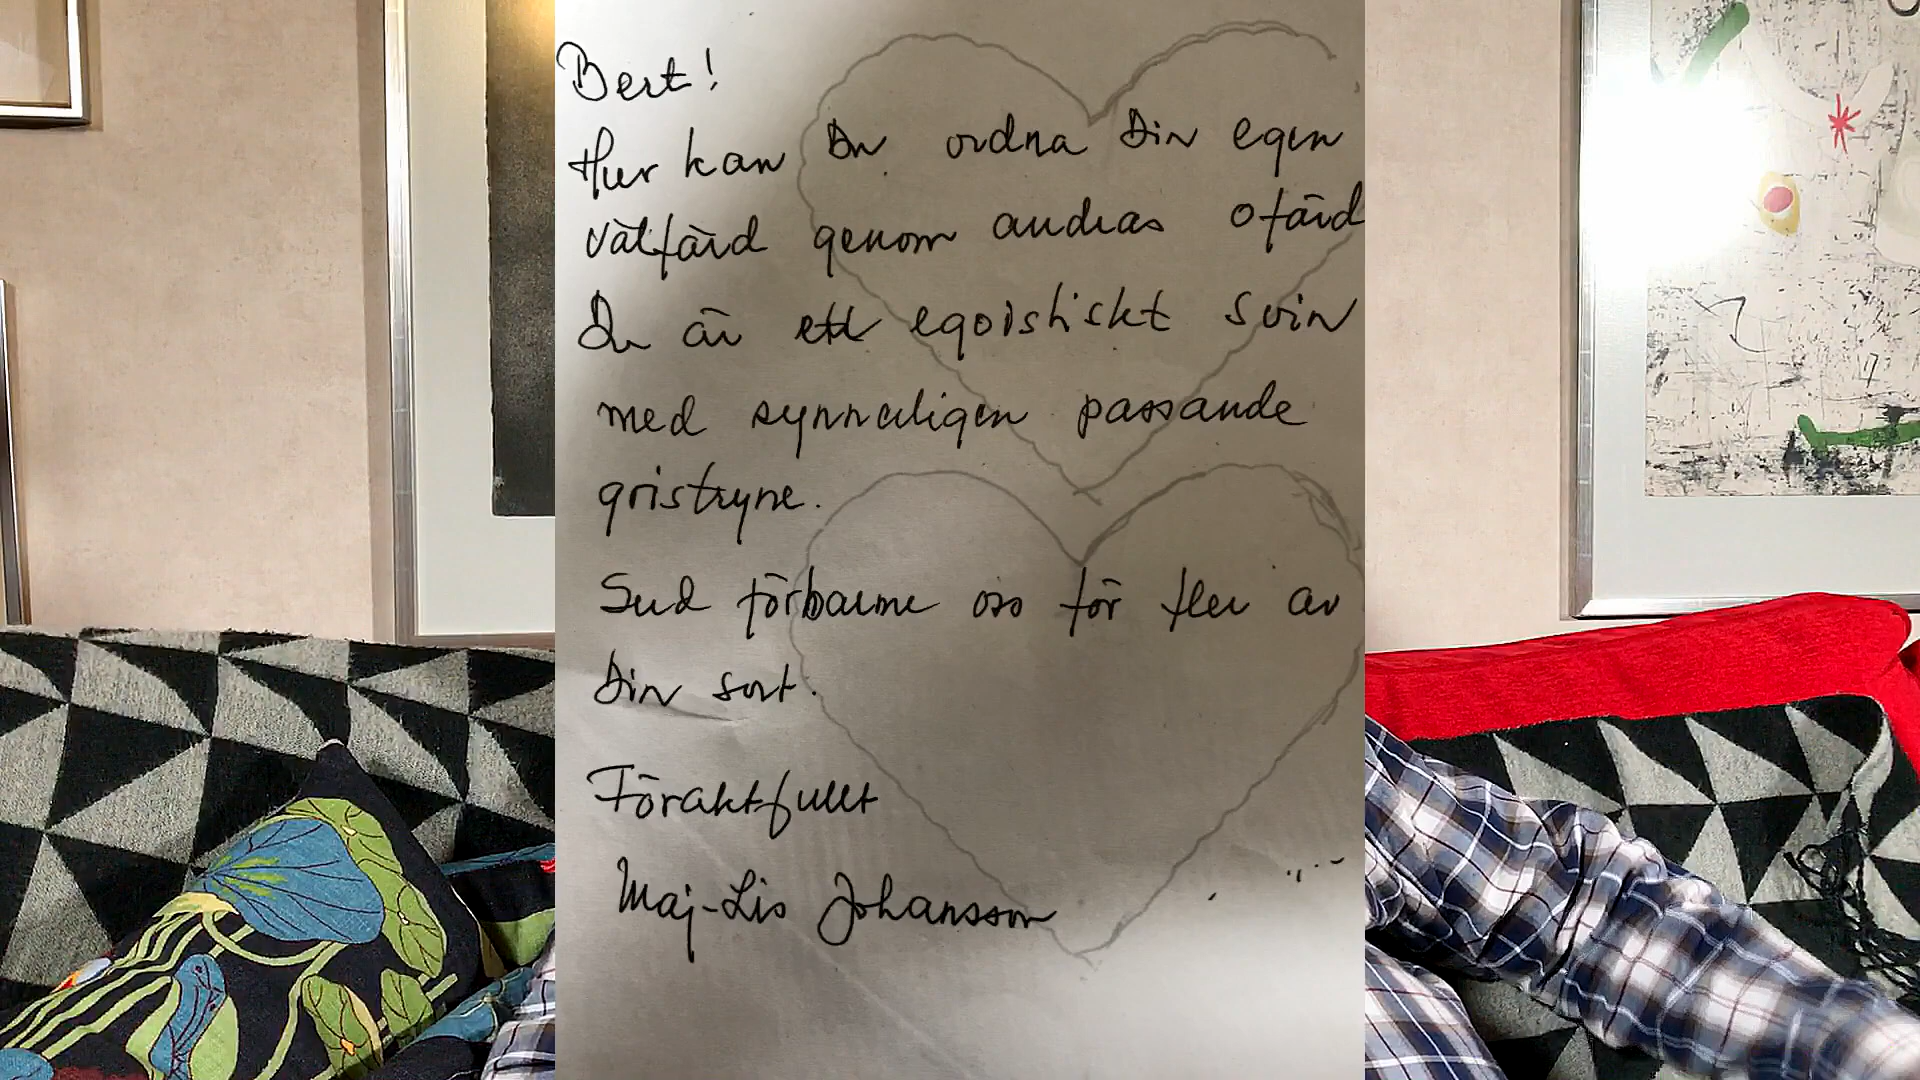 Bert!
Hur kan Du ordna Din egen
välfärd genom andras ofärd
Du är ett egoistiskt svin
med synnerligen passande
gristryne.
Gud förbarme oss för fler av
Din sort.
Föraktfullt
Maj-Lis Johansson